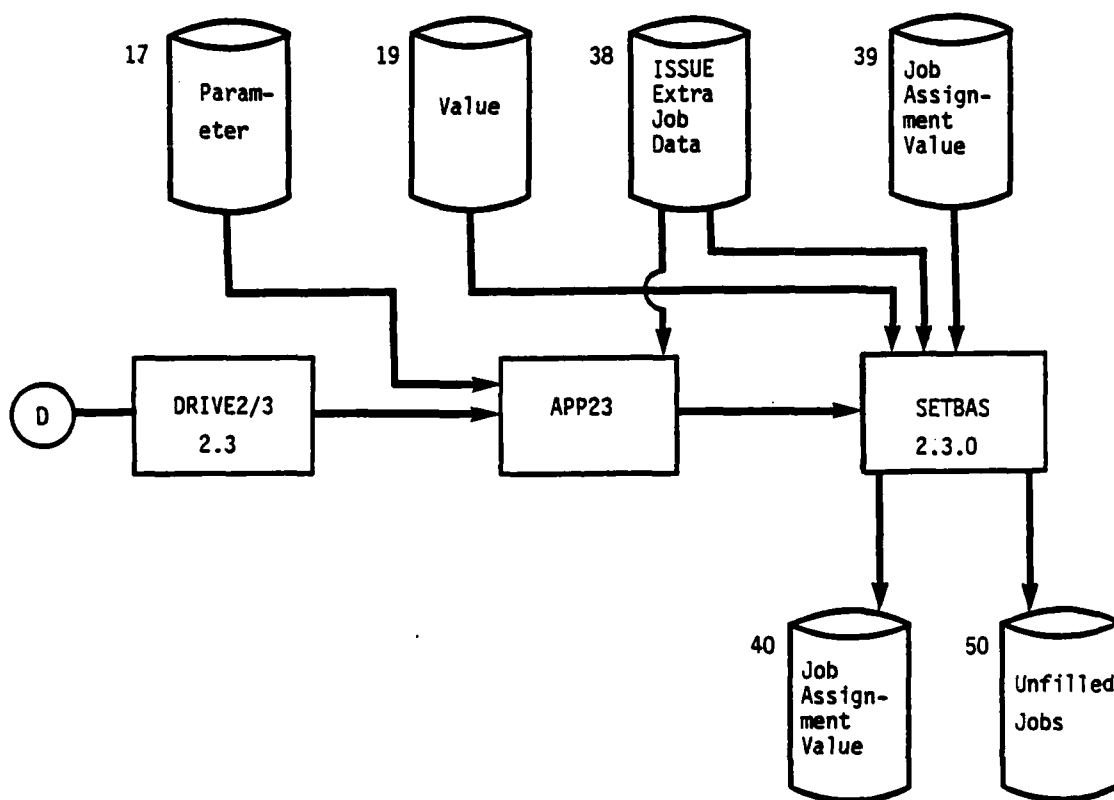 17
Param-
eter
19
Value
38
ISSUE
Extra
Job
Data
39
Job
Assign-
ment
Value
D
DRIVE2/3
2.3
APP23
SETBAS
2.3.0
40
Job
Assign-
ment
Value
50
Unfilled
Jobs